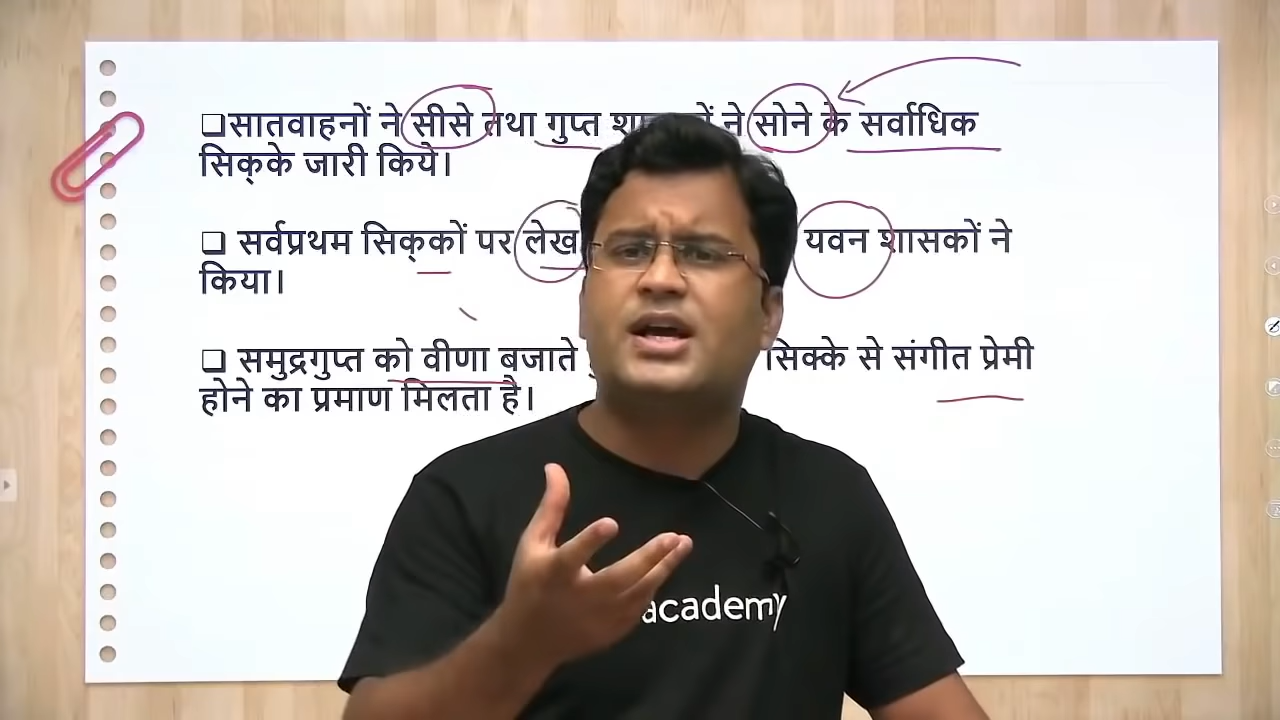 ❑सातवाहनों ने सीसे तथा गुप्त ने सोने के सर्वाधिक
सिक्के जारी किये।
❑ सर्वप्रथम सिक्कों पर लेख यवन शासकों ने
किया।
❑ समुद्रगुप्त को वीणा बजाते सिक्के से संगीत प्रेमी
होने का प्रमाण मिलता है।
academy